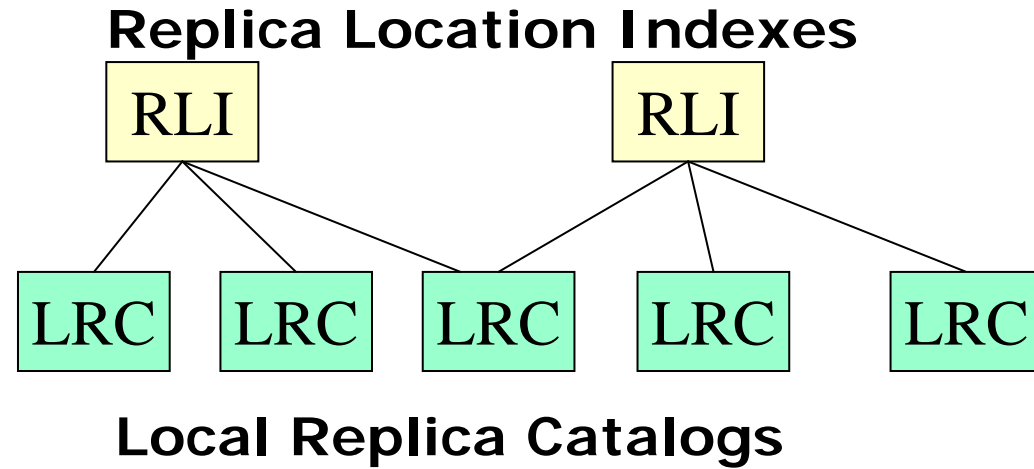 Replica Location Indexes
RLI RLI
LRC LRC LRC LRC LRC
Local Replica Catalogs